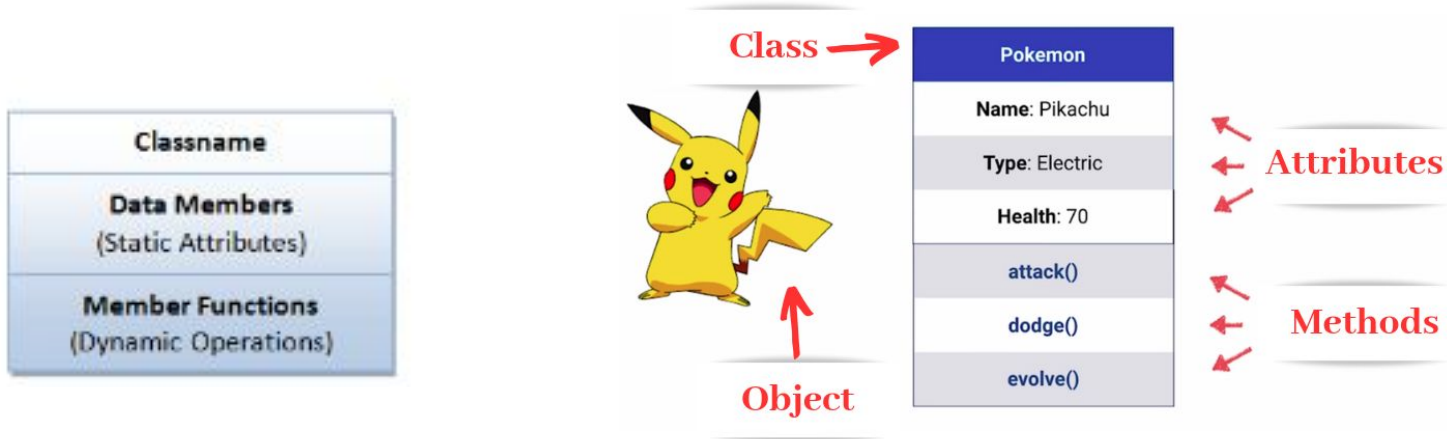 Classname
Data Members
(Static Attributes)
Member Functions
(Dynamic Operations)
Class
Pokemon
Name: Pikachu
Type: Electric
Health: 70
attack()
dodge()
evolve()
Attributes
Methods
Object